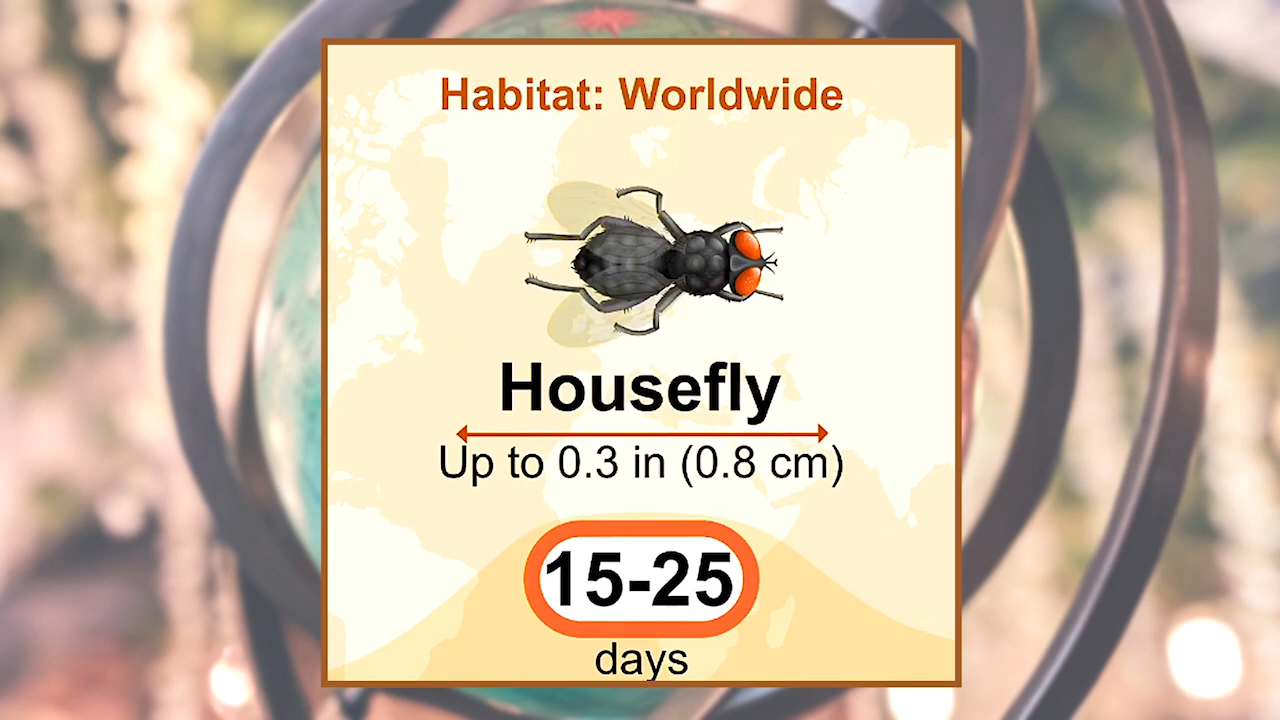 Habitat: Worldwide
Housefly
Up to 0.3 in (0.8 cm)
15-25
days